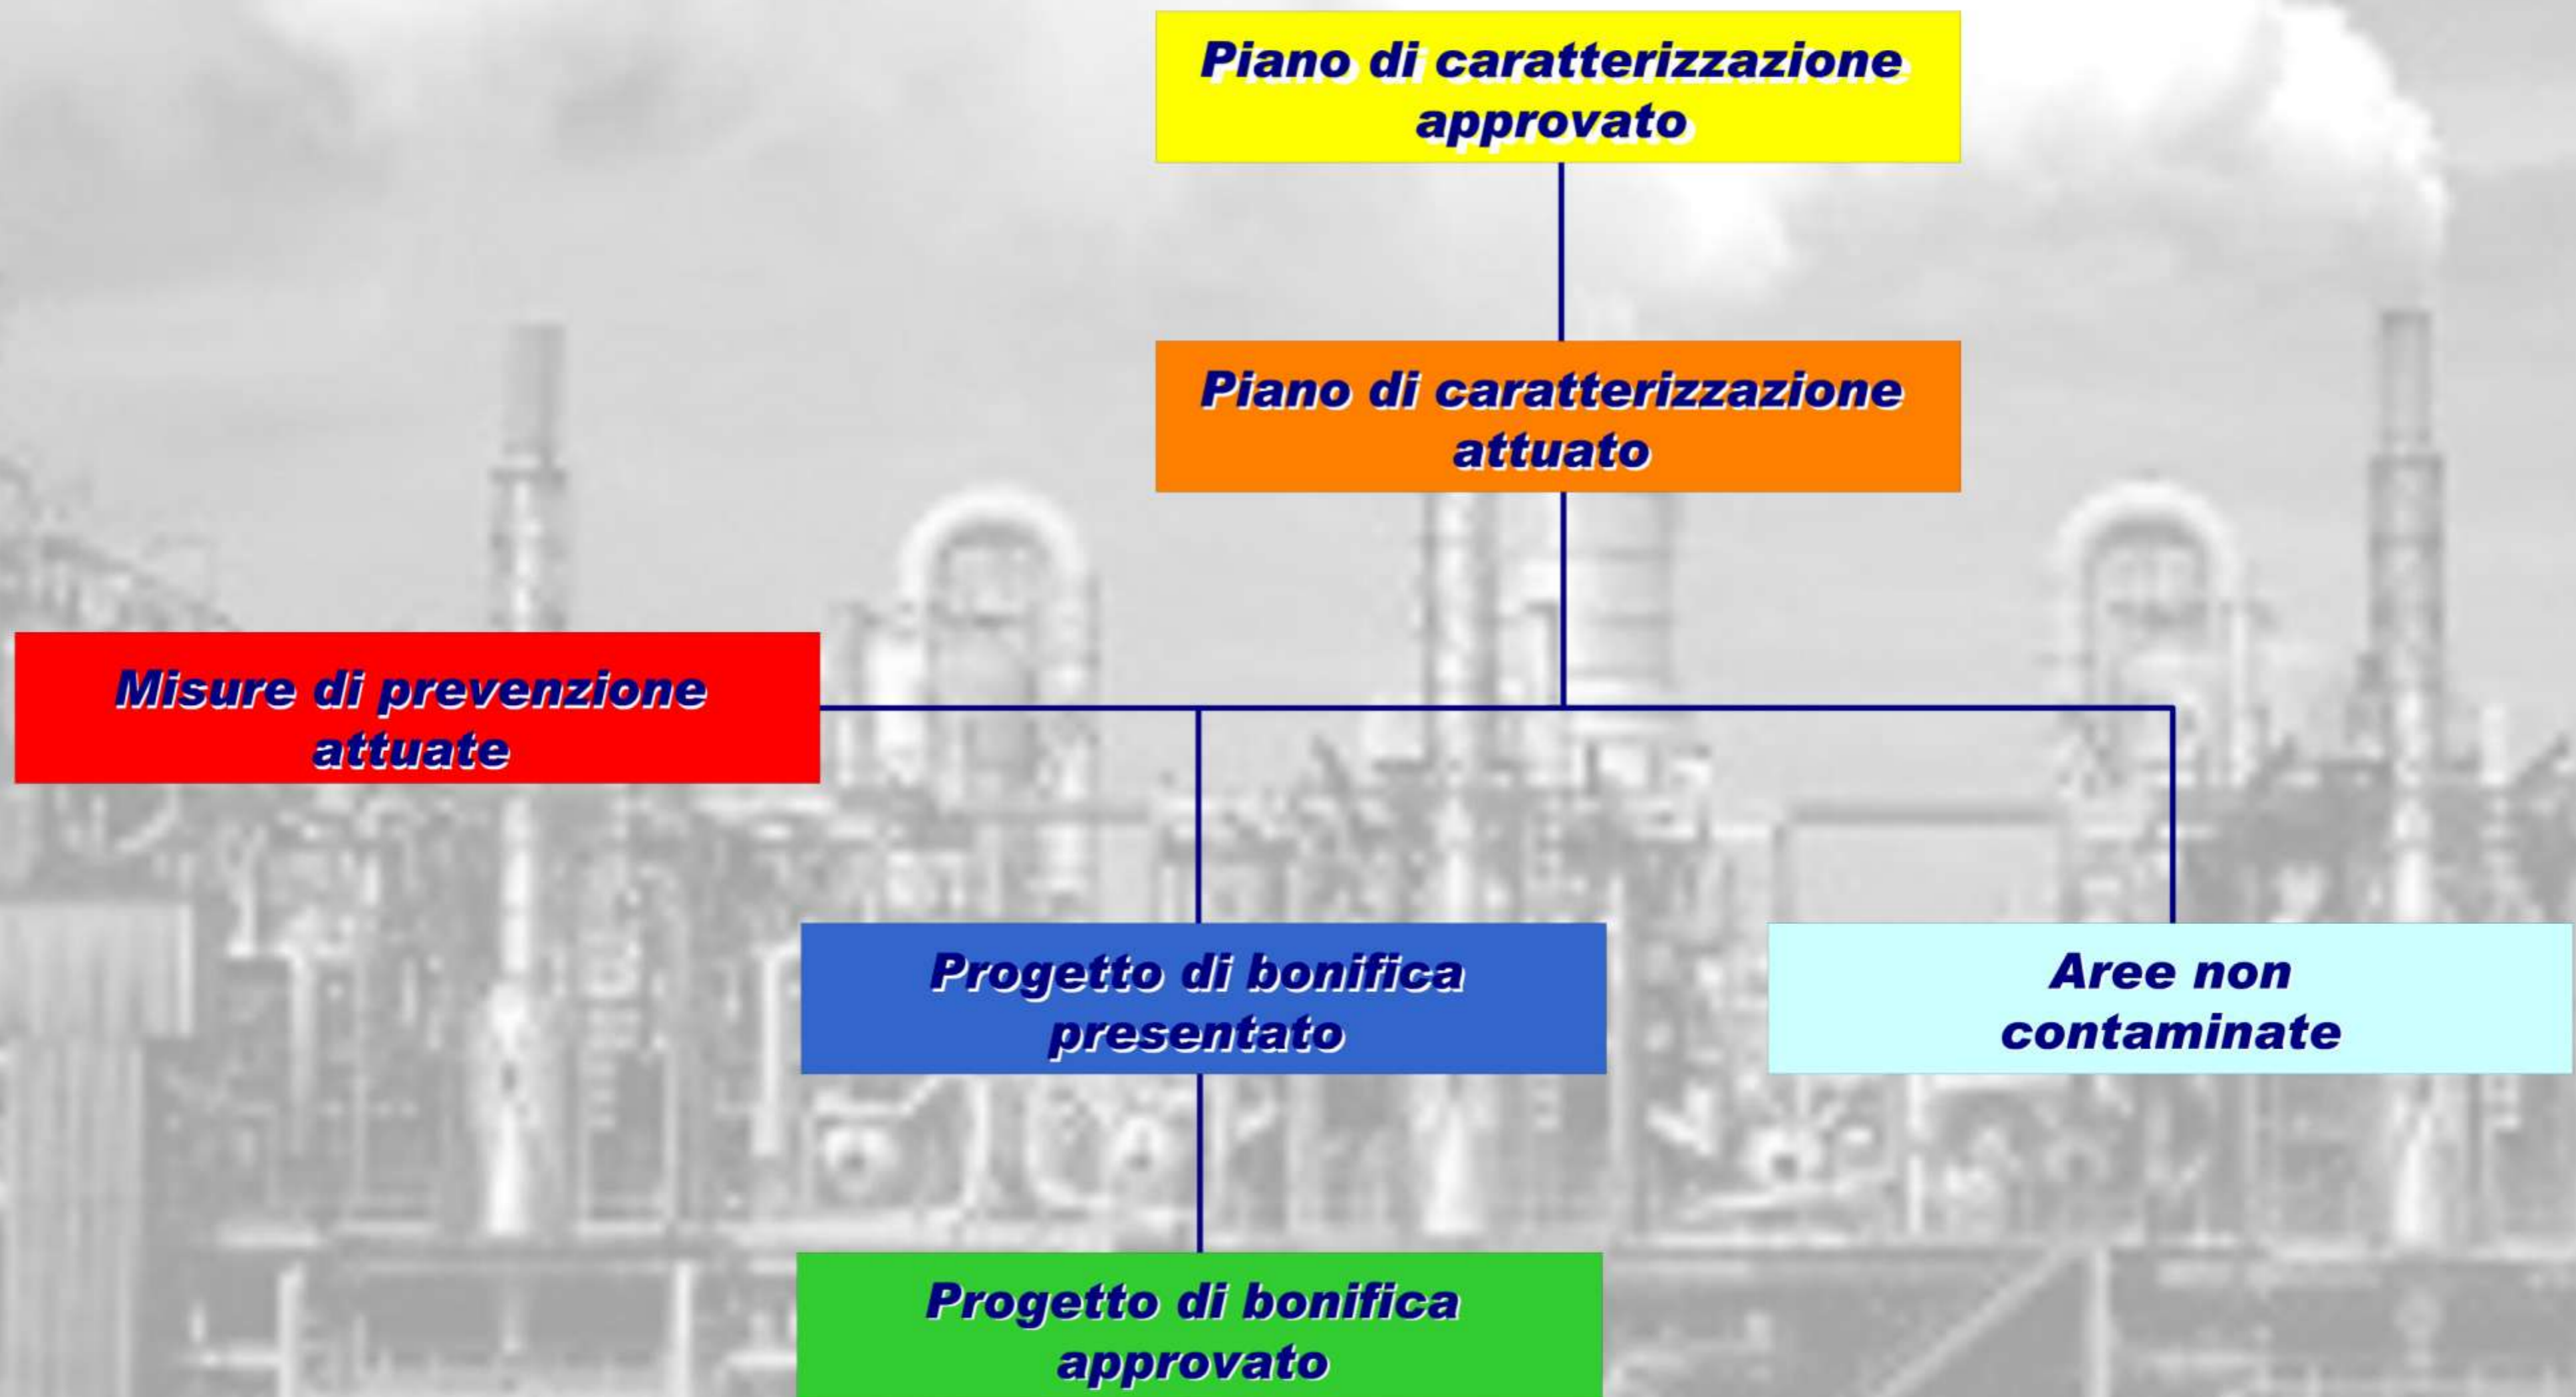 Piano di caratterizzazione
approvato
Piano di caratterizzazione
attuato
Misure di prevenzione
attuate
Progetto di bonifica
presentato
Aree non
contaminate
Progetto di bonifica
approvato